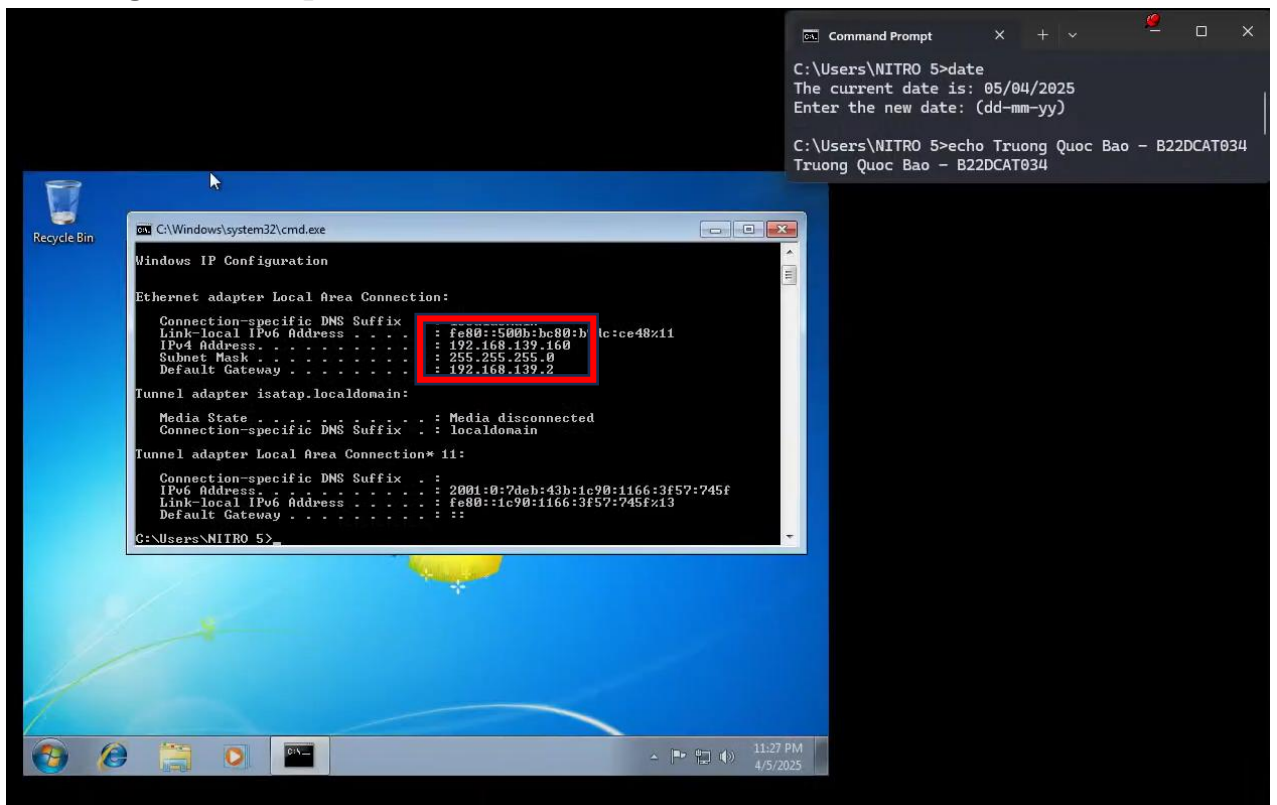 Command Prompt
C:\Users\NITRO 5>date
The current date is: 05/04/2025
Enter the new date: (dd-mm-yy)
C:\Users\NITRO 5>echo Truong Quoc Bao - B22DCAT034
Truong Quoc Bao - B22DCAT034
Recycle Bin
C:\Windows\system32\cmd.exe
Windows IP Configuration
Ethernet adapter Local Area Connection:
Connection-specific DNS Suffix
Link-local IPv6 Address . . . . : fe80::500b:bc80:b
IPv4 Address. . . . . . . . . . : 192.168.139.160
Subnet Mask . . . . . . . . . . : 255.255.255.0
Default Gateway . . . . . . . . : 192.168.139.2
Tunnel adapter isatap.localdomain:
Media State . . . . . . . . . . . : Media disconnected
Connection-specific DNS Suffix  . : localdomain
Tunnel adapter Local Area Connection* 11:
Connection-specific DNS Suffix  . :
IPv6 Address. . . . . . . . . . . : 2001:0:7deb:43b:1c90:1166:3f57:745f
Link-local IPv6 Address . . . . . : fe80::1c90:1166:3f57:745f%13
Default Gateway . . . . . . . . . : ::
C:\Users\NITRO 5>_
11:27 PM
4/5/2025